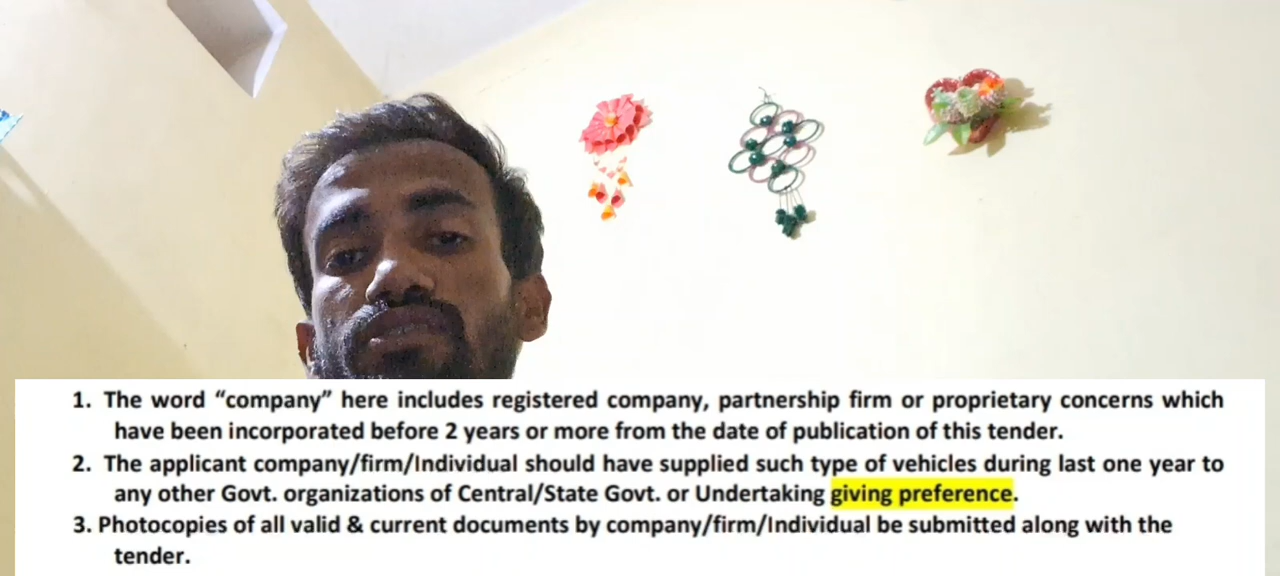 1. The word “company” here includes registered company, partnership firm or proprietary concerns which
have been incorporated before 2 years or more from the date of publication of this tender.
2. The applicant company/firm/Individual should have supplied such type of vehicles during last one year to
any other Govt. organizations of Central/State Govt. or Undertaking giving preference.
3. Photocopies of all valid & current documents by company/firm/Individual be submitted along with the
tender.